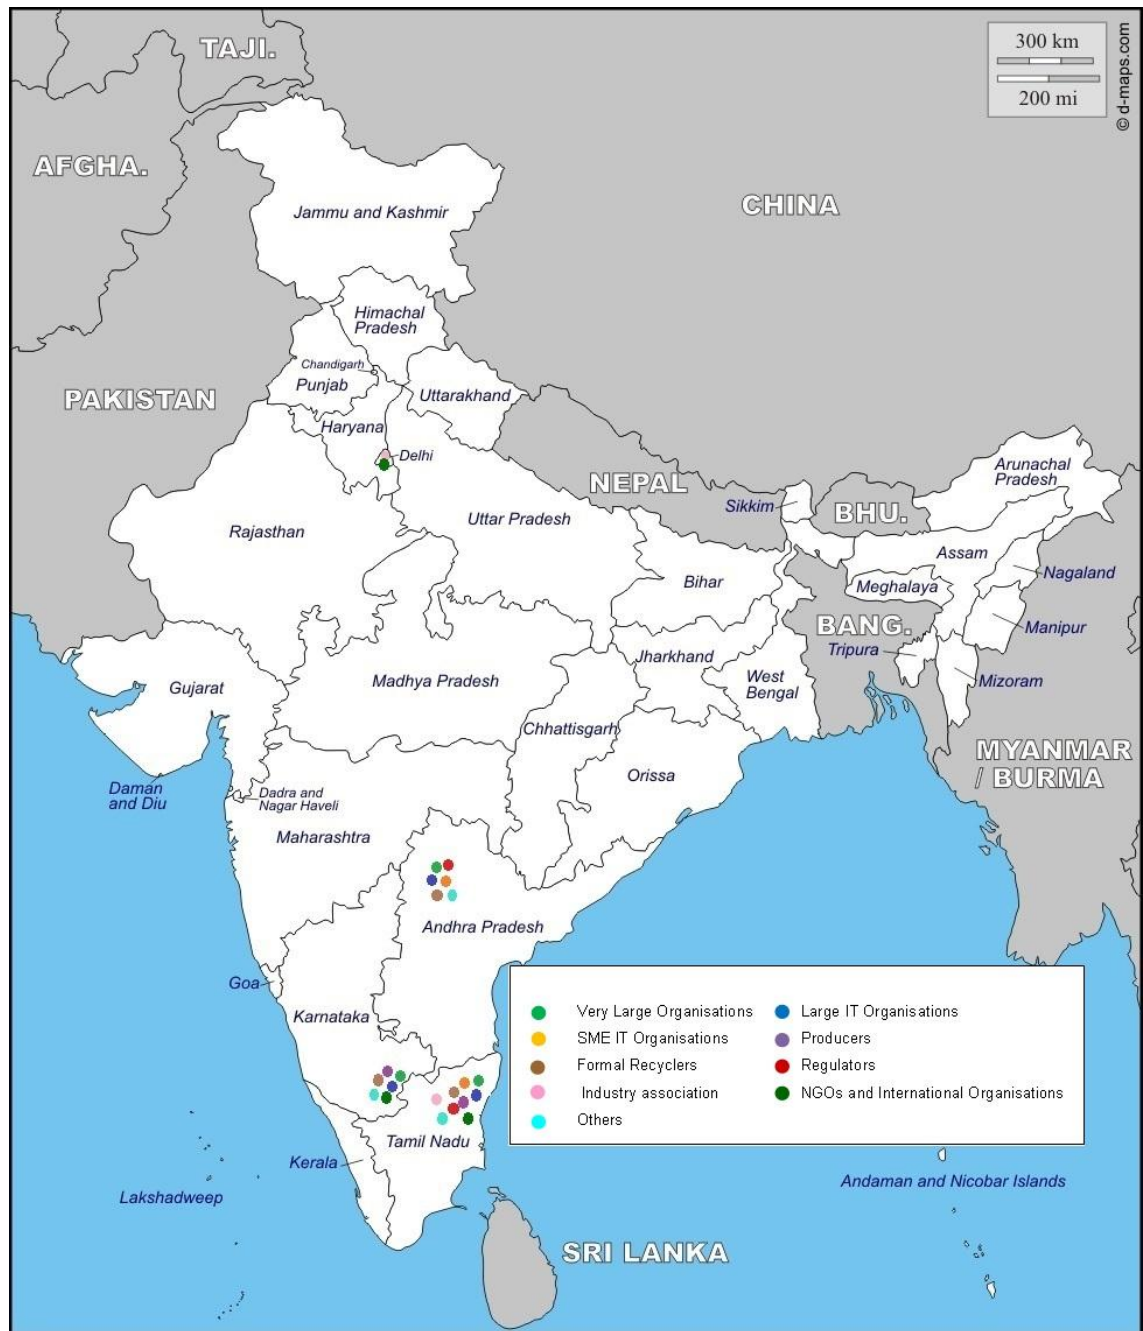 TAJI.
300 km
200 mi
© d-maps.com
AFGHA.
CHINA
Jammu and Kashmir
Himachal
Pradesh
Chandigarh
Punjab
PAKISTAN
Uttarakhand
Haryana
Delhi
NEPAL
Arunachal
Pradesh
Sikkim
BHU.
Rajasthan
Uttar Pradesh
Assam
Nagaland
Bihar
Meghalaya
BANG.
Manipur
Tripura
Jharkhand
Gujarat
Madhya Pradesh
West
Bengal
Mizoram
Chhattisgarh
MYANMAR
/ BURMA
Orissa
Daman
and Diu
Dadra and
Nagar Haveli
Maharashtra
Andhra Pradesh
Goa
Karnataka
Very Large Organisations
Large IT Organisations
SME IT Organisations
Producers
Formal Recyclers
Regulators
Industry association
NGOs and International Organisations
Others
Tamil Nadu
Kerala
Lakshadweep
Andaman and Nicobar Islands
SRI LANKA